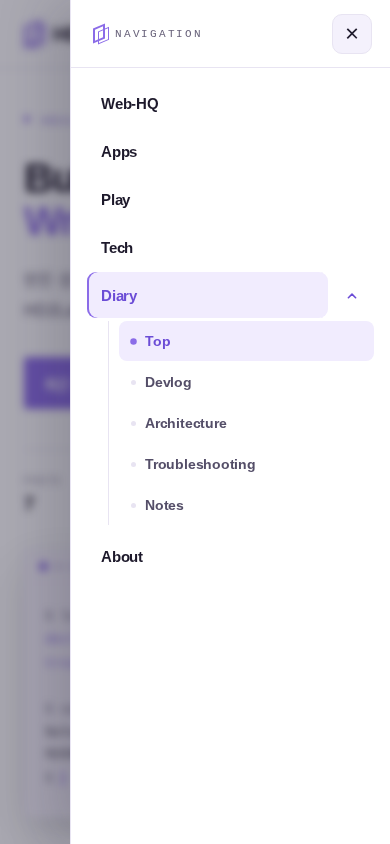 NAVIGATION
Web-HQ
Apps
Play
Tech
Diary
Top
Devlog
Architecture
Troubleshooting
Notes
About